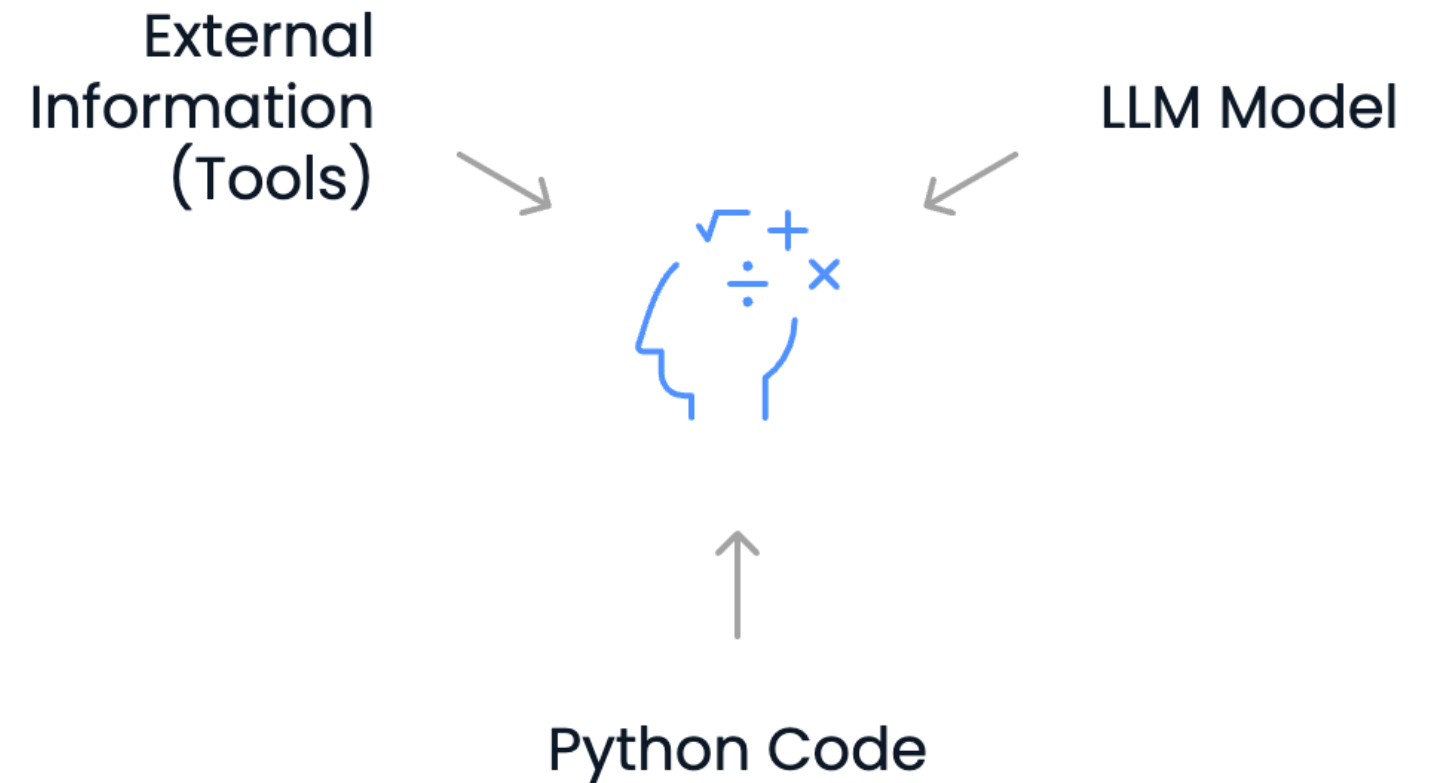 External
Information
(Tools)
LLM Model
√ +
÷ ×
Python Code